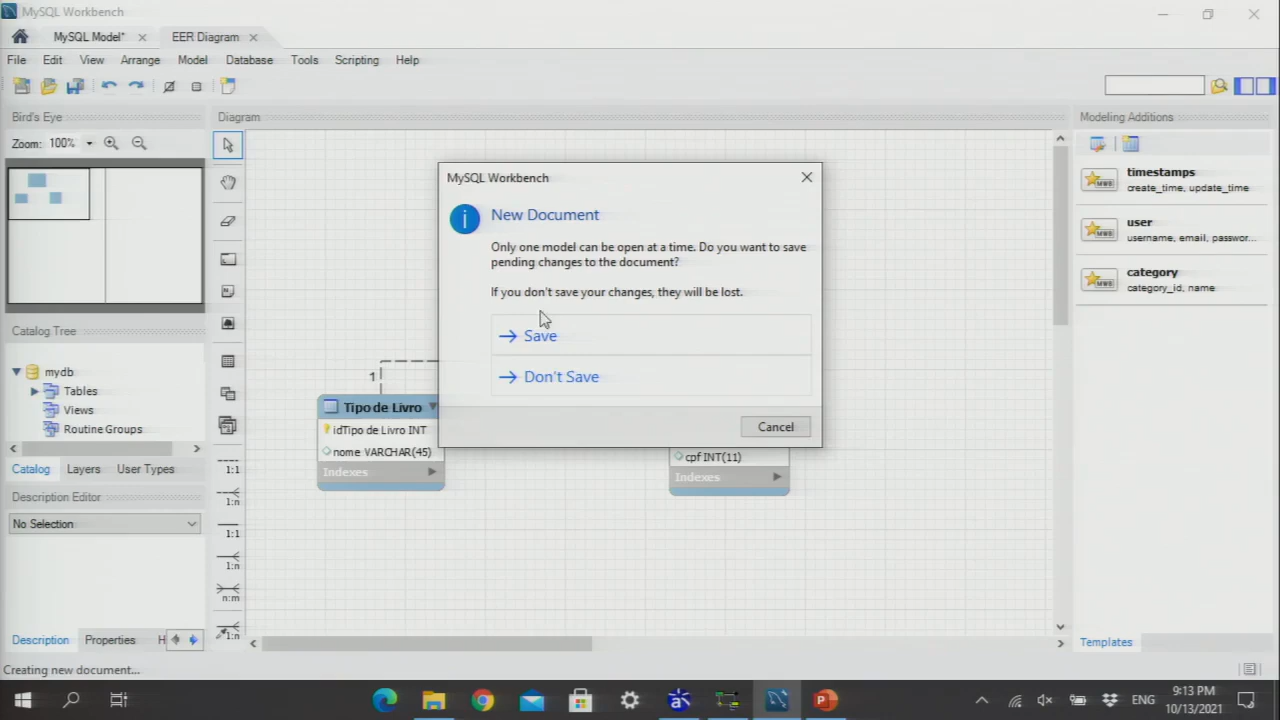 MySQL Workbench
MySQL Model*
EER Diagram
File Edit View Arrange Model Database Tools Scripting Help
Bird's Eye
Diagram
Modeling Additions
Zoom: 100%
timestamps
create_time, update_time
user
username, email, passwor...
category
category_id, name
MySQL Workbench
New Document
Only one model can be open at a time. Do you want to save
pending changes to the document?
If you don't save your changes, they will be lost.
Save
Don't Save
Cancel
Catalog Tree
mydb
Tables
Views
Routine Groups
Catalog Layers User Types
Description Editor
No Selection
Description Properties H
1
Tipo de Livro
idTipo de Livro INT
nome VARCHAR(45)
Indexes
cpf INT(11)
Indexes
1:1
1:n
1:1
1:n
n:m
1:n
Templates
Creating new document...
ENG
9:13 PM
10/13/2021